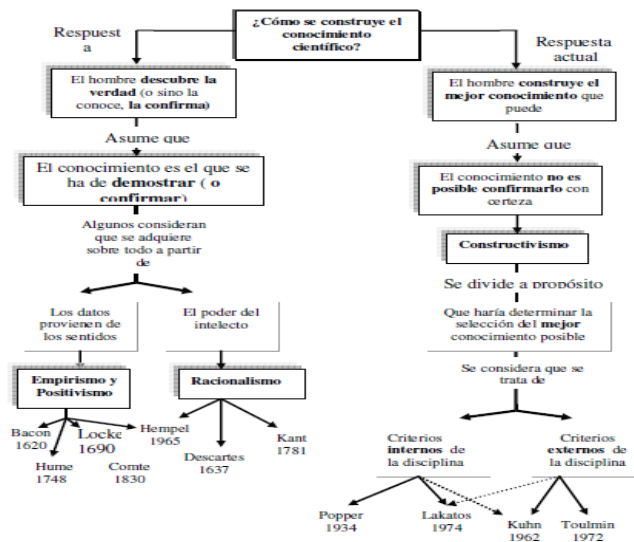 ¿Cómo se construye el
conocimiento
científico?
Respuest
a
El hombre descubre la
verdad (o sino la
conoce, la confirma)
Asume que
El conocimiento es el que se
ha de demostrar ( o
confirmar)
Algunos consideran
que se adquiere
sobre todo a partir
de
Los datos
provienen de
los sentidos
El poder del
intelecto
Empirismo y
Positivismo
Racionalismo
Bacon
1620
Locke
1690
Hempel
1965
Kant
1781
Hume
1748
Comte
1830
Descartes
1637
Respuesta
actual
El hombre construye el
mejor conocimiento que
puede
Asume que
El conocimiento no es
posible confirmarlo con
certeza
Constructivismo
Se divide a propósito
Que haría determinar la
selección del mejor
conocimiento posible
Se considera que se
trata de
Criterios
internos de
la disciplina
Criterios
externos de
la disciplina
Popper
1934
Lakatos
1974
Kuhn
1962
Toulmin
1972